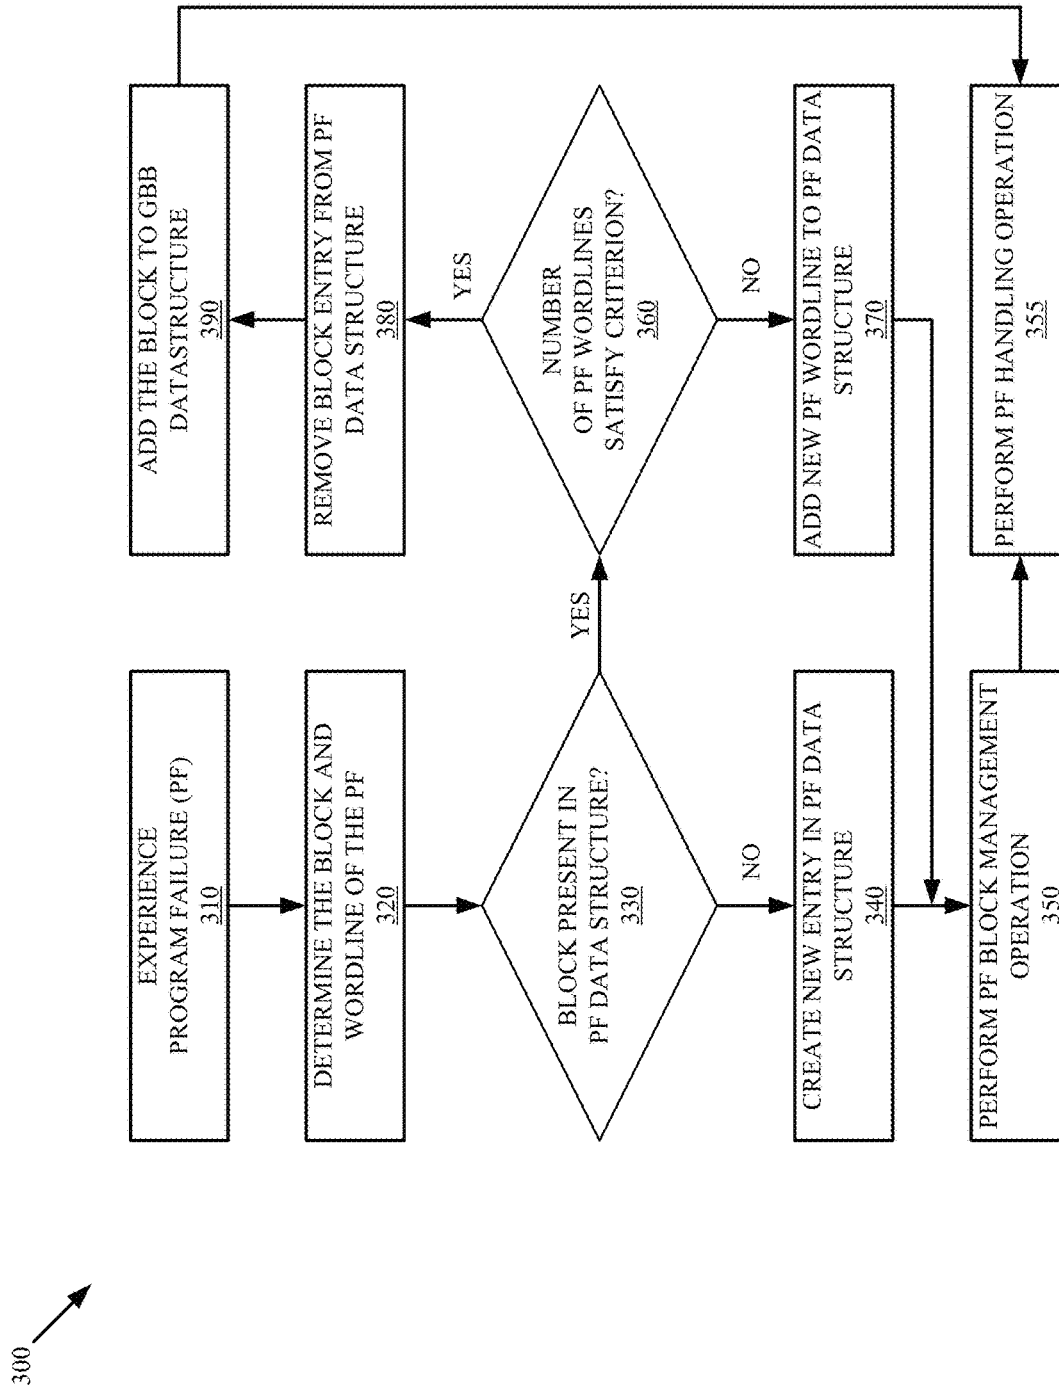 300
EXPERIENCE
PROGRAM FAILURE (PF)
310
DETERMINE THE BLOCK AND
WORDLINE OF THE PF
320
BLOCK PRESENT IN
PF DATA STRUCTURE?
330
YES
NO
CREATE NEW ENTRY IN PF DATA
STRUCTURE
340
PERFORM PF BLOCK MANAGEMENT
OPERATION
350
ADD THE BLOCK TO GBB
DATASTRUCTURE
390
REMOVE BLOCK ENTRY FROM PF
DATA STRUCTURE
380
YES
NUMBER
OF PF WORDLINES
SATISFY CRITERION?
360
NO
ADD NEW PF WORDLINE TO PF DATA
STRUCTURE
370
PERFORM PF HANDLING OPERATION
355